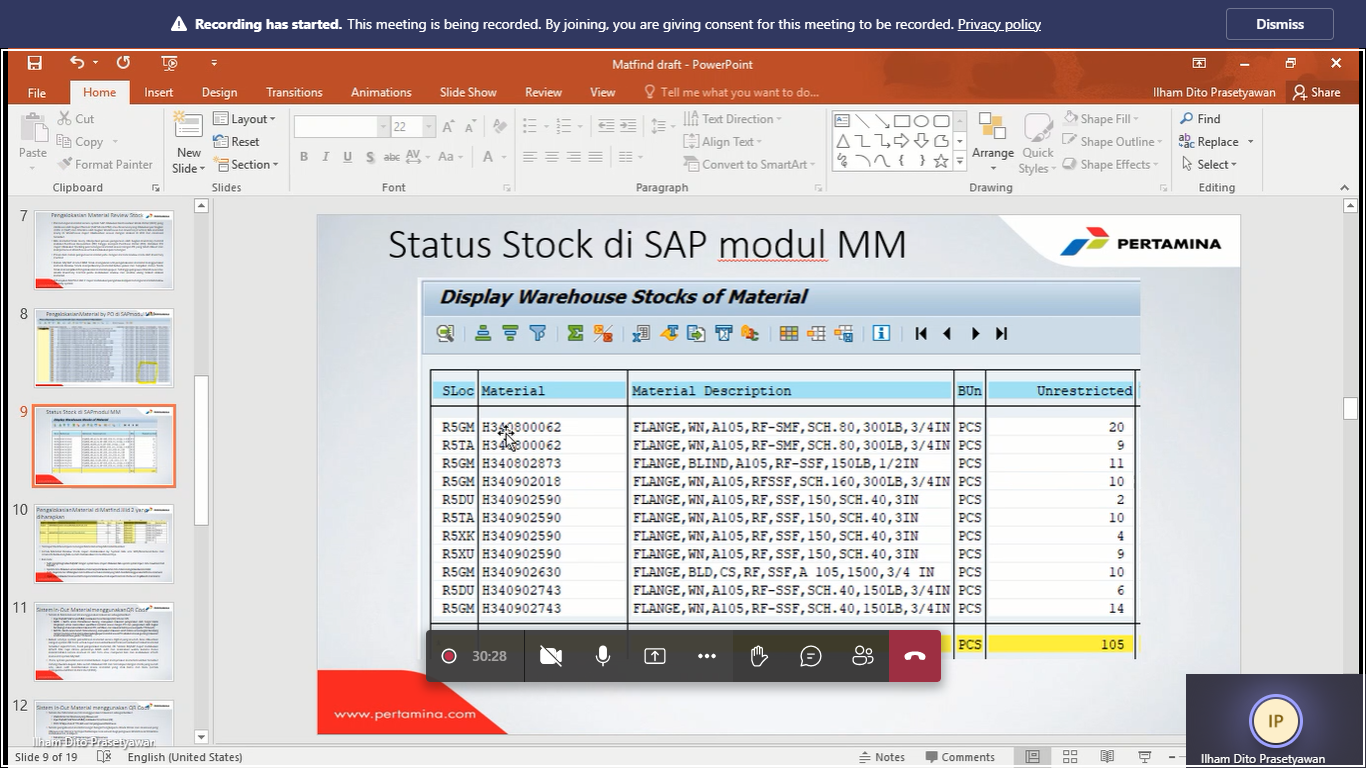 Recording has started. This meeting is being recorded. By joining, you are giving consent for this meeting to be recorded. Privacy policy
Dismiss
Matfind draft - PowerPoint
File Home Insert Design Transitions Animations Slide Show Review View Tell me what you want to do...
Ilham Dito Prasetyawan Share
Paste
Cut
Copy
Format Painter
Clipboard
New Slide
Layout
Reset
Section
Slides
22
B I U S abc AV Aa A
Font
Text Direction
Align Text
Convert to SmartArt
Paragraph
Arrange
Quick Styles
Shape Fill
Shape Outline
Shape Effects
Drawing
Find
Replace
Select
Editing
7
Pengelokasian Material Review Stock
8
Pengelokasian Material by PO di SAP modul
9
Status Stock di SAP modul MM
10
Pengelokasian Material di Matfind.illid 2 yang diharapkan
11
Sistem In-Out Material menggunakan QR Code
12
Sistem In-Out Material menggunakan QR Code
Status Stock di SAP modul MM
PERTAMINA
Display Warehouse Stocks of Material
SLoc Material Material Description BUn Unrestricted
R5GM H340800062 FLANGE,WN,A105,RF-SMF,SCH.80,300LB,3/4IN PCS 20
R5TA H340800062 FLANGE,WN,A105,RF-SMF,SCH.80,300LB,3/4IN PCS 9
R5GM H340802873 FLANGE,BLIND,A105,RF-SSF,150LB,1/2IN PCS 11
R5GM H340902018 FLANGE,WN,A105,RFSSF,SCH.160,300LB,3/4IN PCS 10
R5DU H340902590 FLANGE,WN,A105,RF,SSF,150,SCH.40,3IN PCS 2
R5TA H340902590 FLANGE,WN,A105,RF,SSF,150,SCH.40,3IN PCS 10
R5XK H340902590 FLANGE,WN,A105,RF,SSF,150,SCH.40,3IN PCS 4
R5XU H340902590 FLANGE,WN,A105,RF,SSF,150,SCH.40,3IN PCS 9
R5GM H340902630 FLANGE,BLD,CS,RF,SSF,A 105,1500,3/4 IN PCS 10
R5DU H340902743 FLANGE,WN,A105,RF-SSF,SCH.40,150LB,3/4IN PCS 6
R5GM H340902743 FLANGE,WN,A105,RF-SSF,SCH.40,150LB,3/4IN PCS 14
PCS 105
30:28
www.pertamina.com
IP
Ilham Dito Prasetyawan
Ilham Dito Prasetyawan
Slide 9 of 19 English (United States) Notes Comments